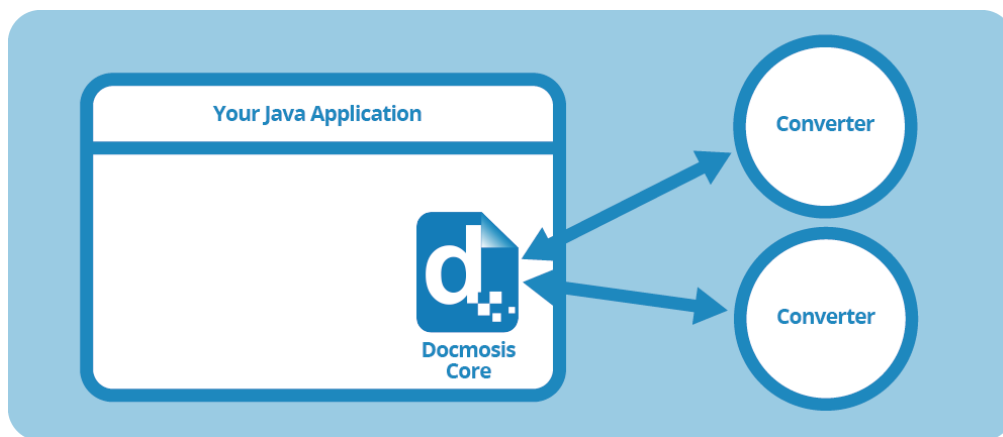 Your Java Application
Converter
d
Docmosis
Core
Converter